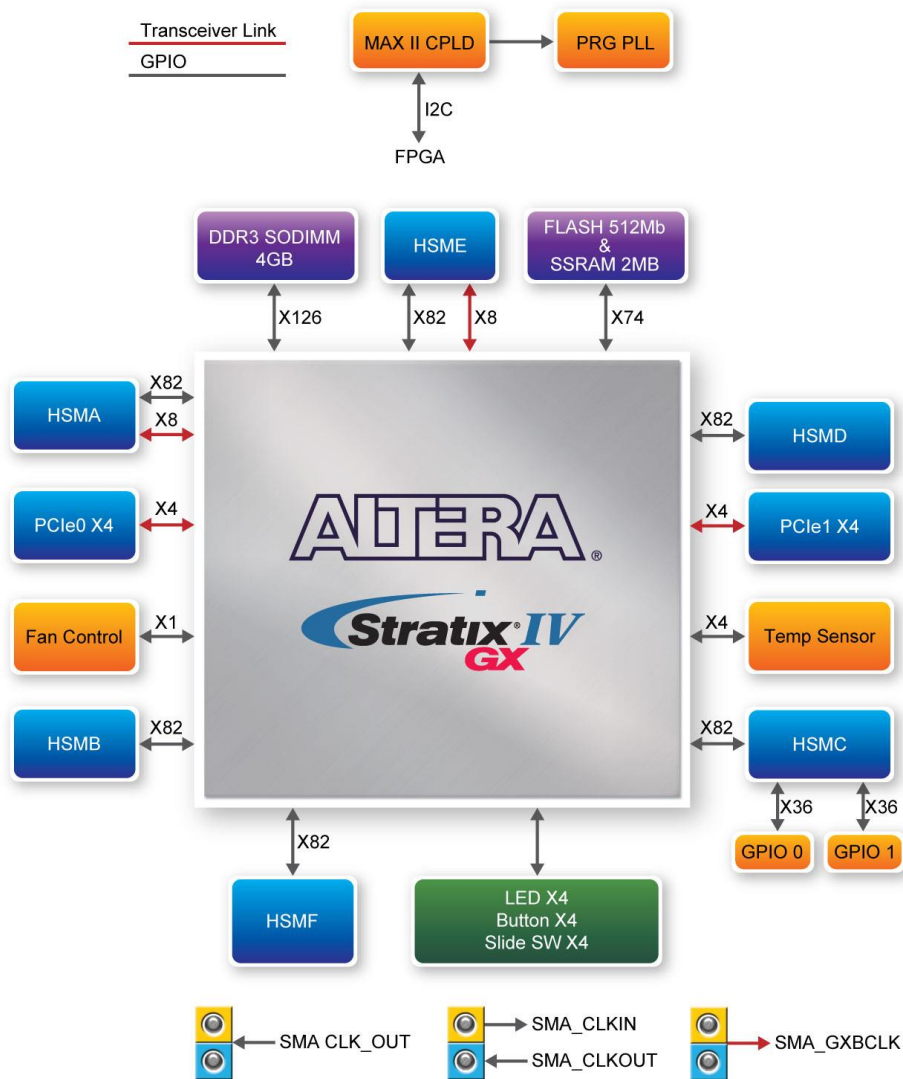 Transceiver Link
GPIO
MAX II CPLD
PRG PLL
I2C
FPGA
DDR3 SODIMM
4GB
HSME
FLASH 512Mb
&
SSRAM 2MB
X126
X82
X8
X74
HSMA
X82
X8
X82
HSMD
PCIe0 X4
X4
ALTERA®
X4
PCIe1 X4
Fan Control
X1
Stratix® IV
GX
X4
Temp Sensor
HSMB
X82
X82
HSMC
X36
X36
GPIO 0
GPIO 1
X82
HSMF
LED X4
Button X4
Slide SW X4
SMA CLK_OUT
SMA_CLKIN
SMA_CLKOUT
SMA_GXBCLK